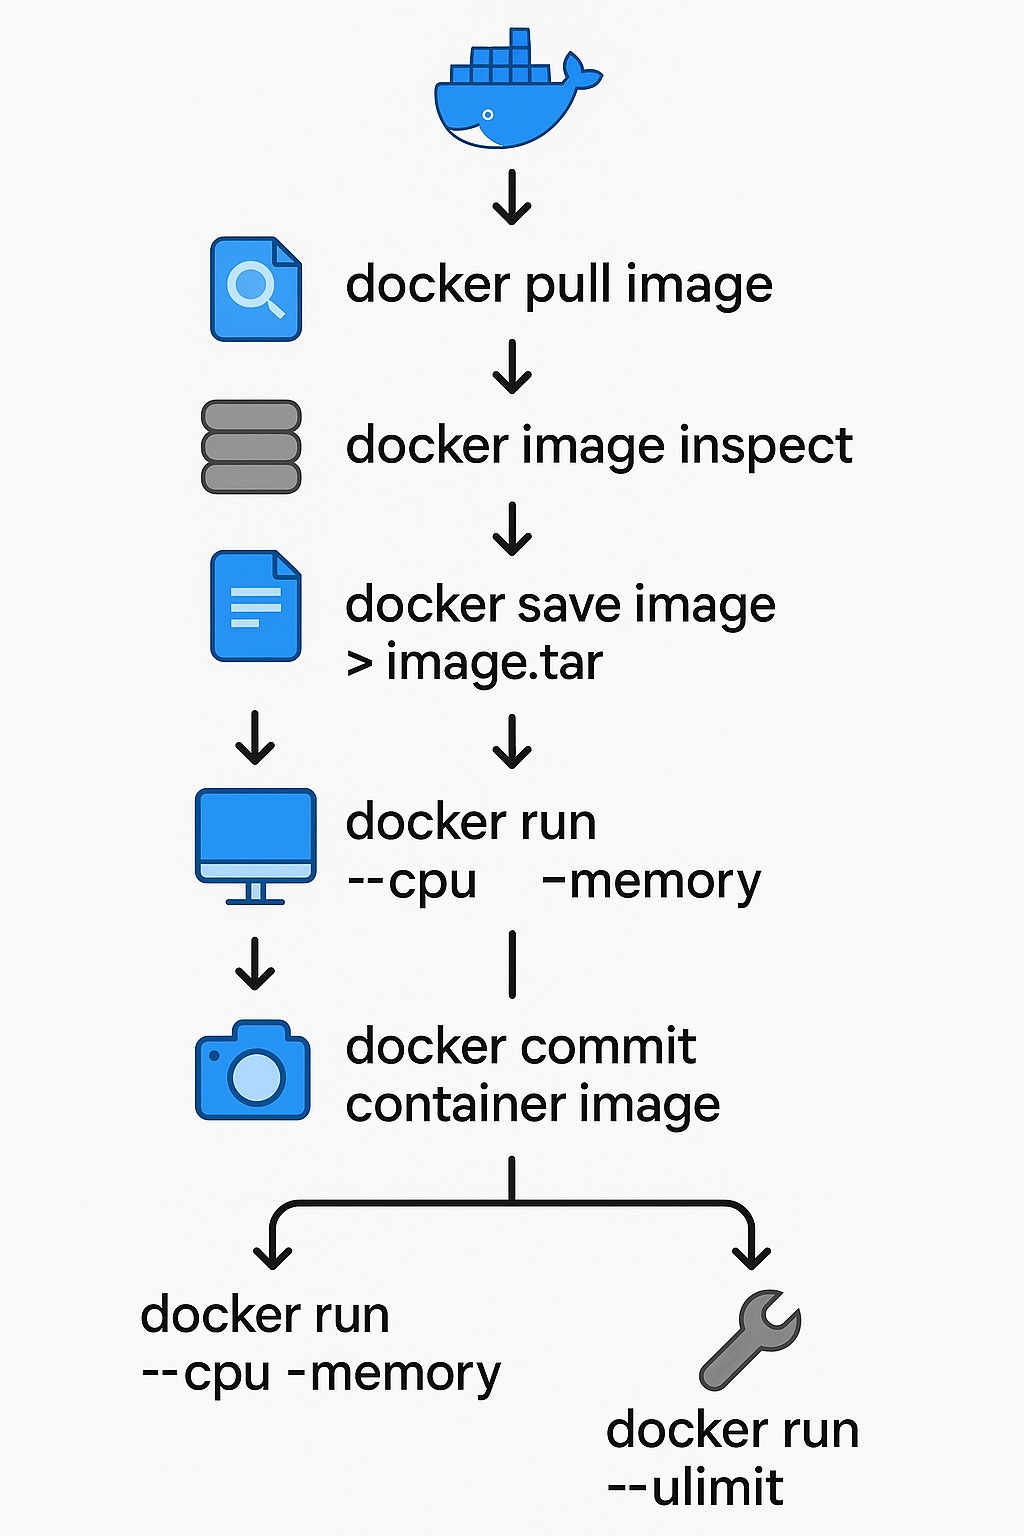 docker pull image
docker image inspect
docker save image
> image.tar
docker run
--cpu -memory
docker commit
container image
docker run
--cpu -memory
docker run
--ulimit